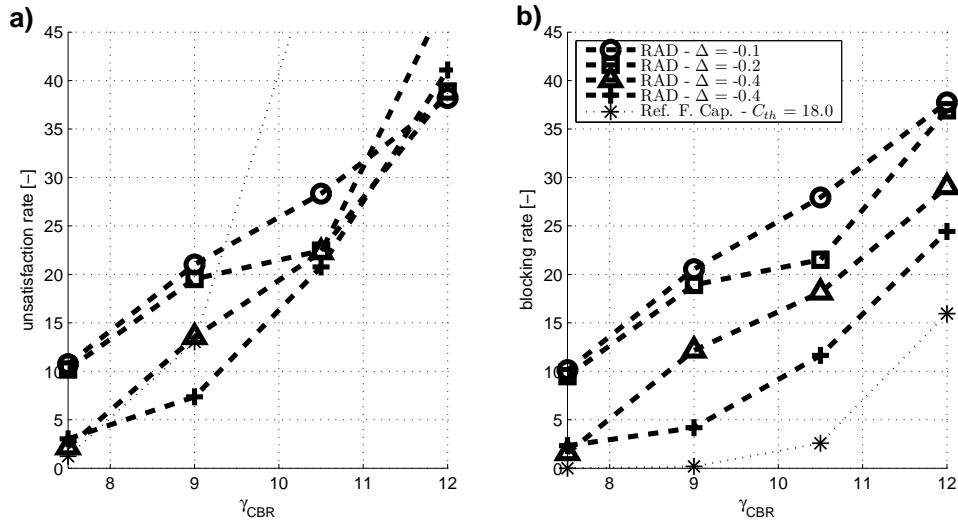 a)
45
40
35
30
25
20
15
10
5
0
unsatisfaction rate [–]
8
9
10
11
12
γCBR
b)
45
40
35
30
25
20
15
10
5
0
blocking rate [–]
RAD - Δ = -0.1
RAD - Δ = -0.2
RAD - Δ = -0.4
RAD - Δ = -0.4
Ref. F. Cap. - Cth = 18.0
8
9
10
11
12
γCBR